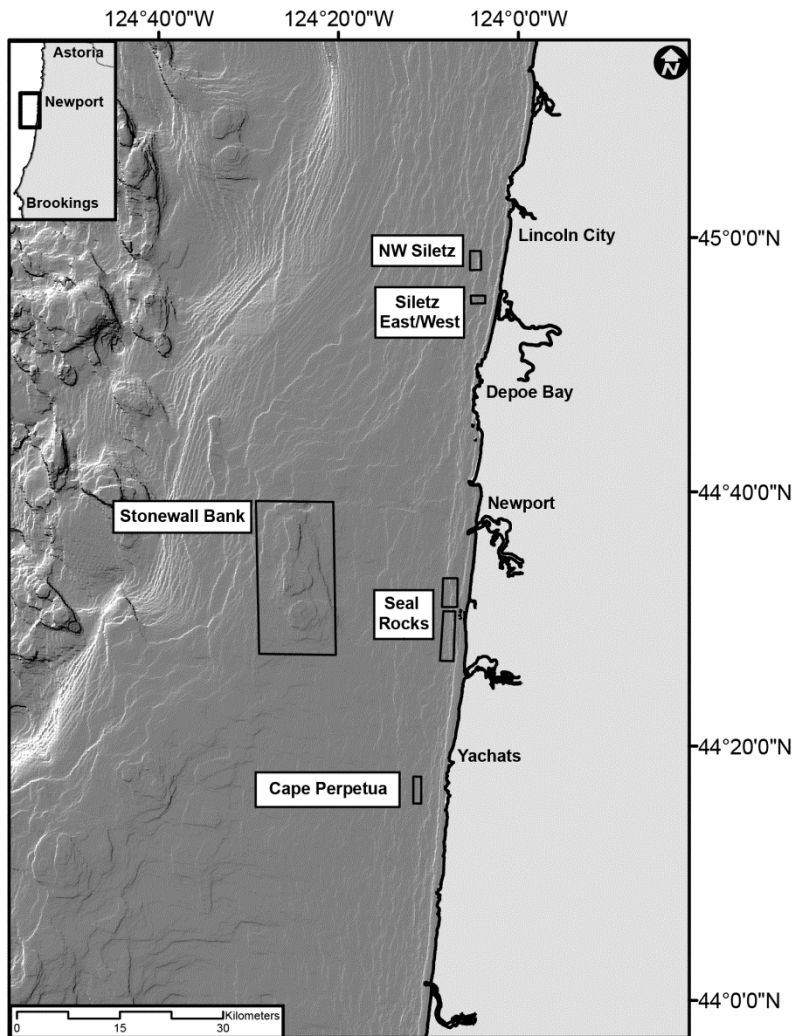 124°40'0"W
124°20'0"W
124°0'0"W
Astoria
Newport
Brookings
N
Lincoln City
45°0'0"N
NW Siletz
Siletz
East/West
Depoe Bay
44°40'0"N
Newport
Stonewall Bank
Seal
Rocks
44°20'0"N
Yachats
Cape Perpetua
44°0'0"N
Kilometers
0 15 30